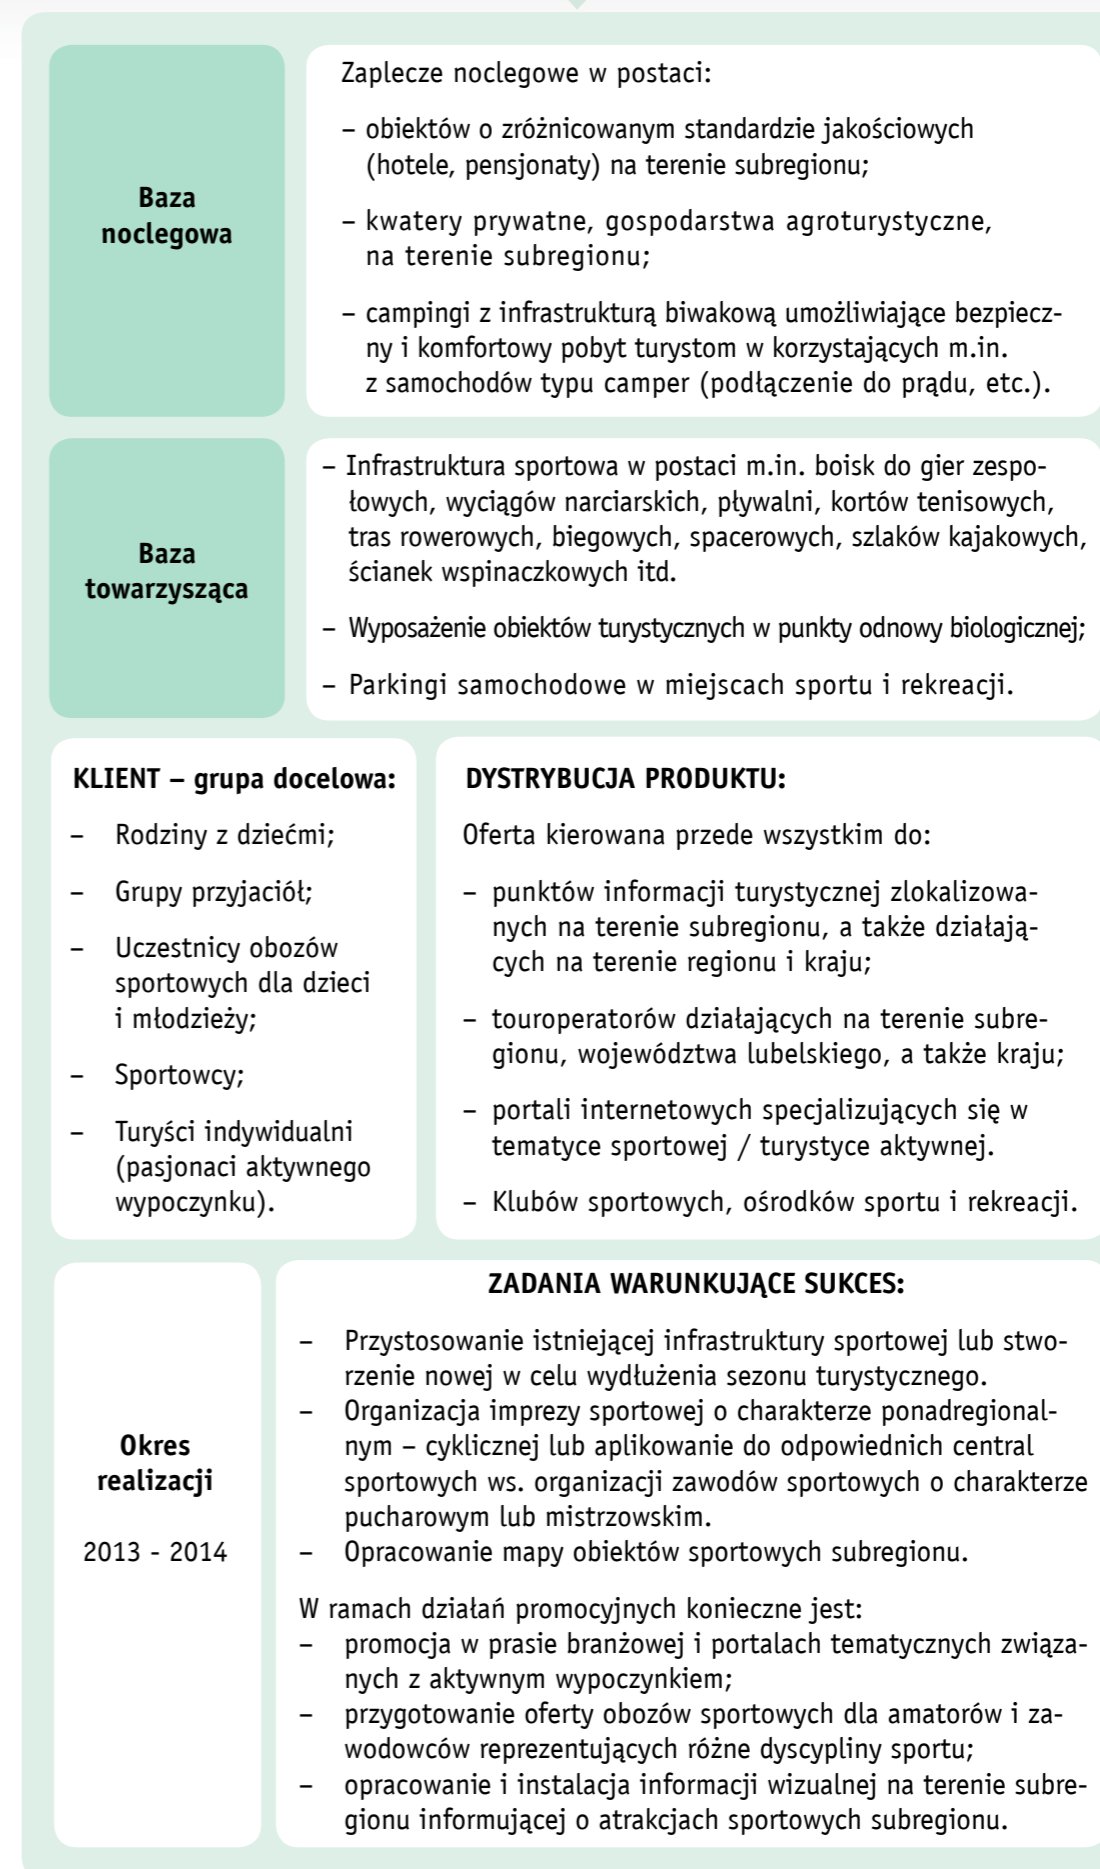 Baza
noclegowa
Zaplecze noclegowe w postaci:
– obiektów o zróżnicowanym standardzie jakościowych
(hotele, pensjonaty) na terenie subregionu;
– kwatery prywatne, gospodarstwa agroturystyczne,
na terenie subregionu;
– campingi z infrastrukturą biwakową umożliwiające bezpiecz-
ny i komfortowy pobyt turystom w korzystających m.in.
z samochodów typu camper (podłączenie do prądu, etc.).
Baza
towarzysząca
– Infrastruktura sportowa w postaci m.in. boisk do gier zespo-
łowych, wyciągów narciarskich, pływalni, kortów tenisowych,
tras rowerowych, biegowych, spacerowych, szlaków kajakowych,
ścianek wspinaczkowych itd.
– Wyposażenie obiektów turystycznych w punkty odnowy biologicznej;
– Parkingi samochodowe w miejscach sportu i rekreacji.
KLIENT – grupa docelowa:
– Rodziny z dziećmi;
– Grupy przyjaciół;
– Uczestnicy obozów
sportowych dla dzieci
i młodzieży;
– Sportowcy;
– Turyści indywidualni
(pasjonaci aktywnego
wypoczynku).
DYSTRYBUCJA PRODUKTU:
Oferta kierowana przede wszystkim do:
– punktów informacji turystycznej zlokalizowa-
nych na terenie subregionu, a także działają-
cych na terenie regionu i kraju;
– touroperatorów działających na terenie subre-
gionu, województwa lubelskiego, a także kraju;
– portali internetowych specjalizujących się w
tematyce sportowej / turystyce aktywnej.
– Klubów sportowych, ośrodków sportu i rekreacji.
Okres
realizacji
2013 - 2014
ZADANIA WARUNKUJĄCE SUKCES:
– Przystosowanie istniejącej infrastruktury sportowej lub stwo-
rzenie nowej w celu wydłużenia sezonu turystycznego.
– Organizacja imprezy sportowej o charakterze ponadregional-
nym – cyklicznej lub aplikowanie do odpowiednich central
sportowych ws. organizacji zawodów sportowych o charakterze
pucharowym lub mistrzowskim.
– Opracowanie mapy obiektów sportowych subregionu.
W ramach działań promocyjnych konieczne jest:
– promocja w prasie branżowej i portalach tematycznych związa-
nych z aktywnym wypoczynkiem;
– przygotowanie oferty obozów sportowych dla amatorów i za-
wodowców reprezentujących różne dyscypliny sportu;
– opracowanie i instalacja informacji wizualnej na terenie subre-
gionu informującej o atrakcjach sportowych subregionu.